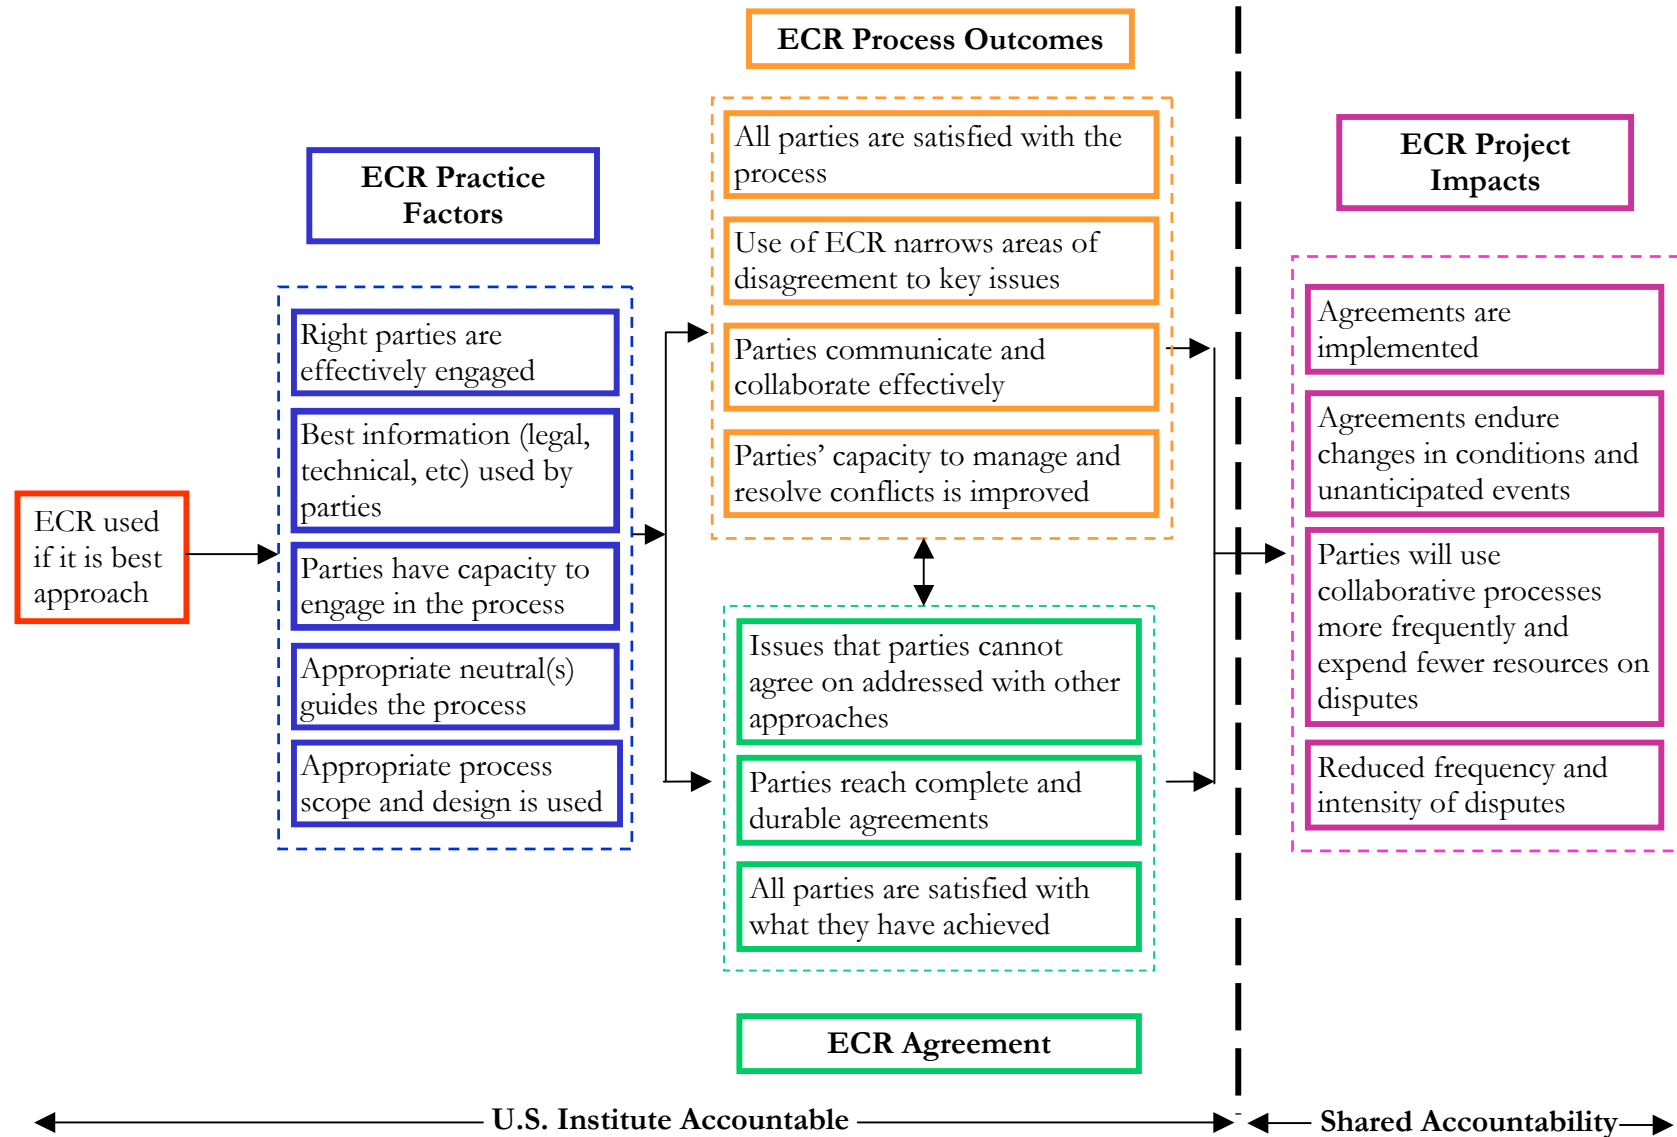 ECR Process Outcomes
All parties are satisfied with the
process
Use of ECR narrows areas of
disagreement to key issues
Parties communicate and
collaborate effectively
Parties’ capacity to manage and
resolve conflicts is improved
ECR Practice
Factors
Right parties are
effectively engaged
Best information (legal,
technical, etc) used by
parties
Parties have capacity to
engage in the process
Appropriate neutral(s)
guides the process
Appropriate process
scope and design is used
ECR used
if it is best
approach
Issues that parties cannot
agree on addressed with other
approaches
Parties reach complete and
durable agreements
All parties are satisfied with
what they have achieved
ECR Agreement
ECR Project
Impacts
Agreements are
implemented
Agreements endure
changes in conditions and
unanticipated events
Parties will use
collaborative processes
more frequently and
expend fewer resources on
disputes
Reduced frequency and
intensity of disputes
U.S. Institute Accountable
Shared Accountability